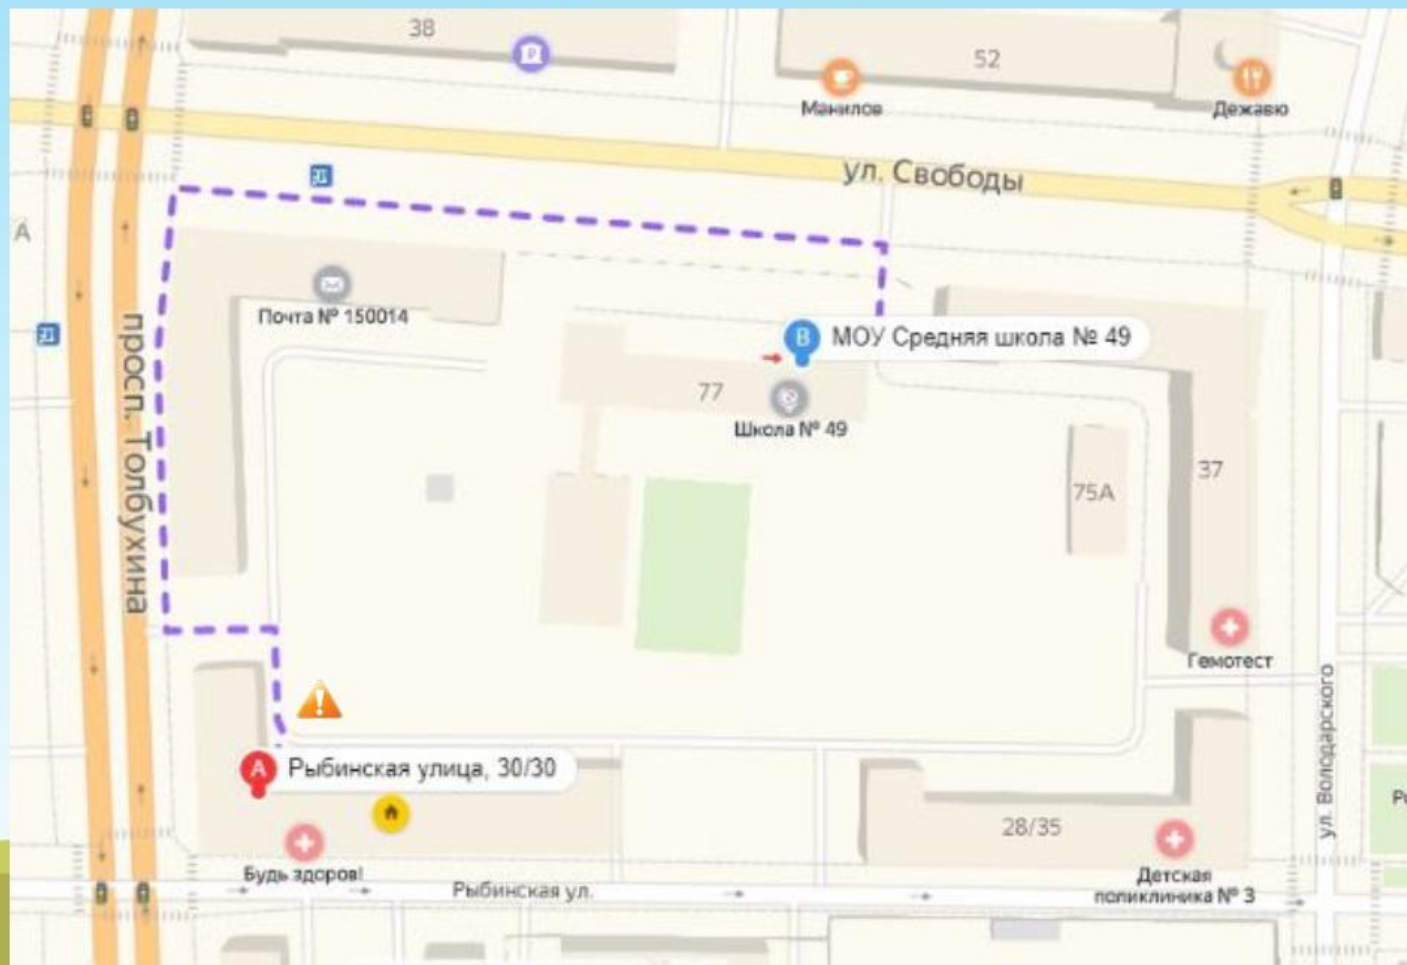 38
52
Манилов
Дежавю
ул. Свободы
А
Почта № 150014
просп. Толбухина
B
МОУ Средняя школа № 49
77
Школа № 49
75А
37
Гемотест
A
Рыбинская улица, 30/30
28/35
ул. Володарского
Будь здоров!
Детская
поликлиника № 3
Рыбинская ул.